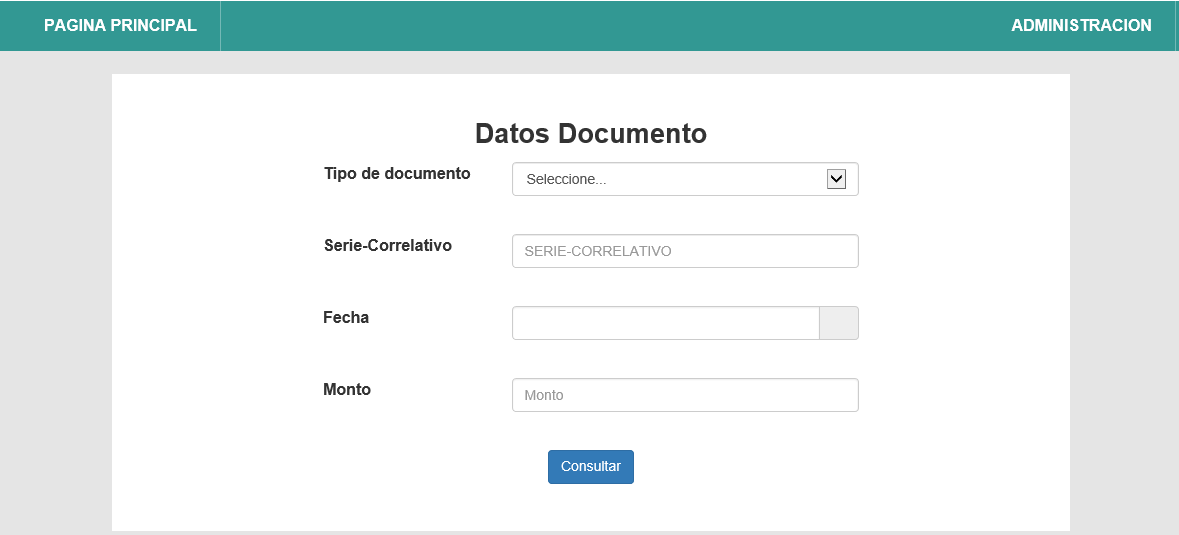 PAGINA PRINCIPAL
ADMINISTRACION
Datos Documento
Tipo de documento
Seleccione...
Serie-Correlativo
SERIE-CORRELATIVO
Fecha
Monto
Monto
Consultar